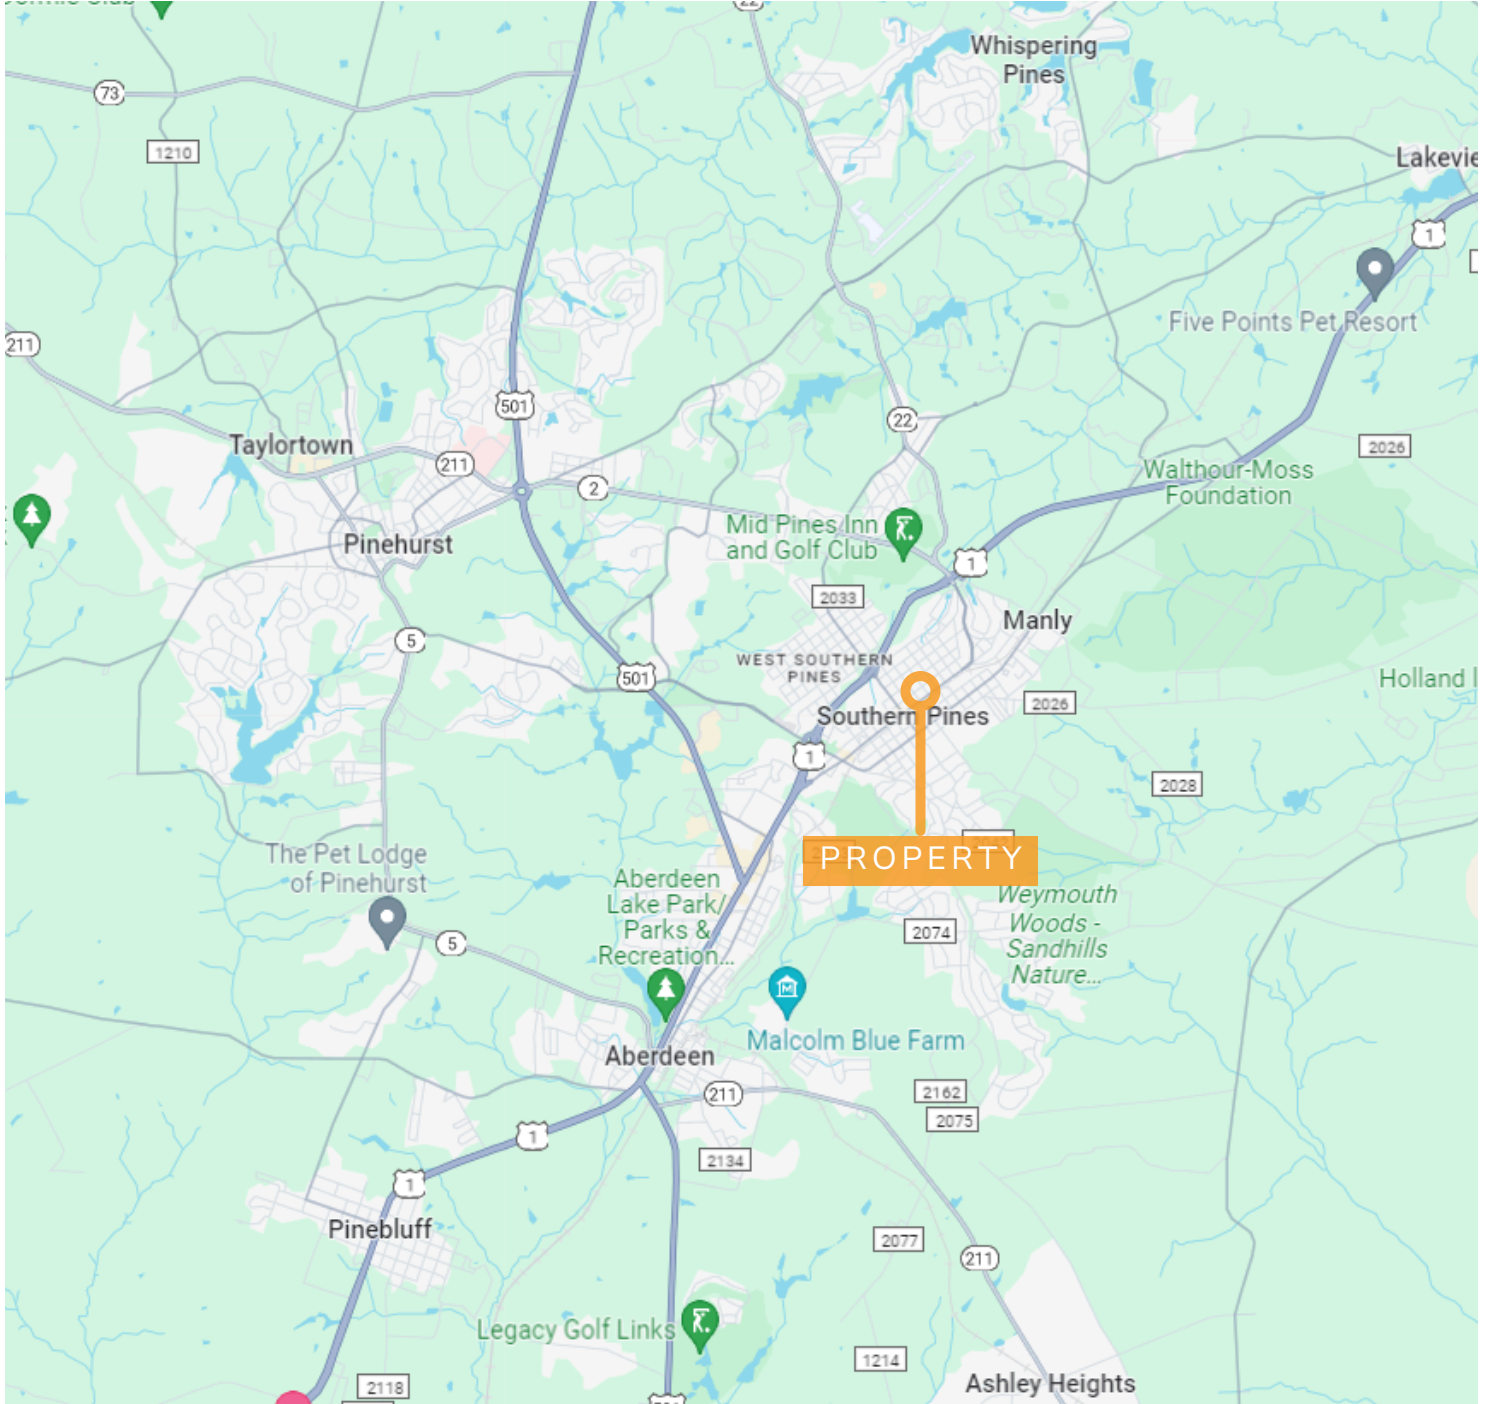 22
Whispering
Pines
73
1210
Lakevie
1
211
Five Points Pet Resort
501
22
Taylortown
211
2026
2
Walthour-Moss
Foundation
Mid Pines Inn
and Golf Club
Pinehurst
1
2033
Manly
5
WEST SOUTHERN
PINES
501
Holland
2026
Southern Pines
1
2028
PROPERTY
The Pet Lodge
of Pinehurst
Aberdeen
Lake Park/
Parks &
Recreation...
Weymouth
Woods -
Sandhills
Nature...
2074
5
Malcolm Blue Farm
Aberdeen
211
2162
2075
1
2134
1
Pinebluff
2077
211
Legacy Golf Links
1214
2118
Ashley Heights